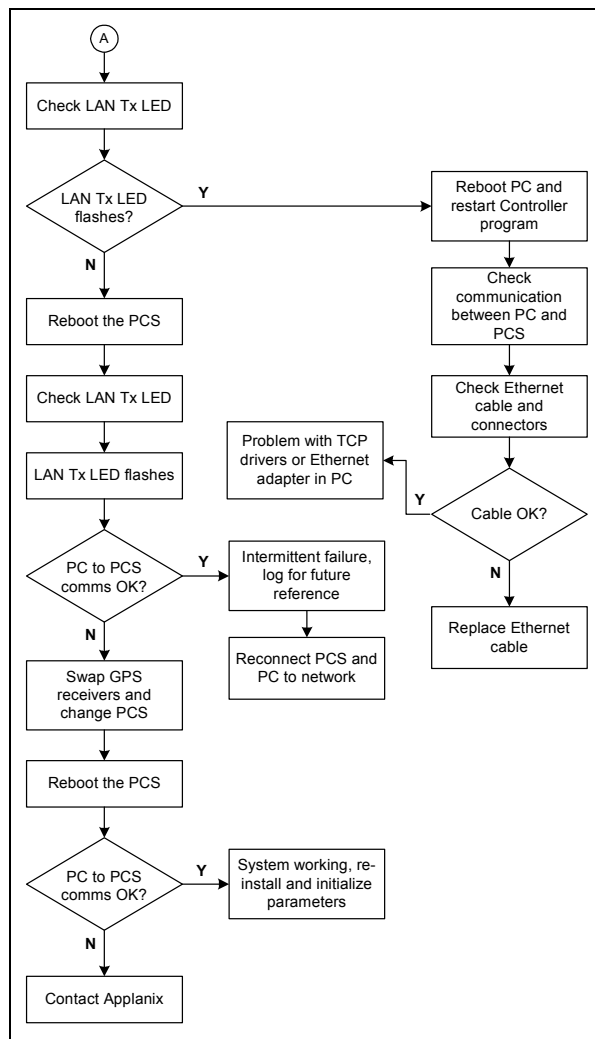 A
Check LAN Tx LED
LAN Tx LED
flashes?
Y
N
Reboot PC and
restart Controller
program
Check
communication
between PC and
PCS
Check Ethernet
cable and
connectors
Cable OK?
Y
N
Problem with TCP
drivers or Ethernet
adapter in PC
Replace Ethernet
cable
Reboot the PCS
Check LAN Tx LED
LAN Tx LED flashes
PC to PCS
comms OK?
Y
N
Intermittent failure,
log for future
reference
Reconnect PCS and
PC to network
Swap GPS
receivers and
change PCS
Reboot the PCS
PC to PCS
comms OK?
Y
N
System working, re-
install and initialize
parameters
Contact Applanix